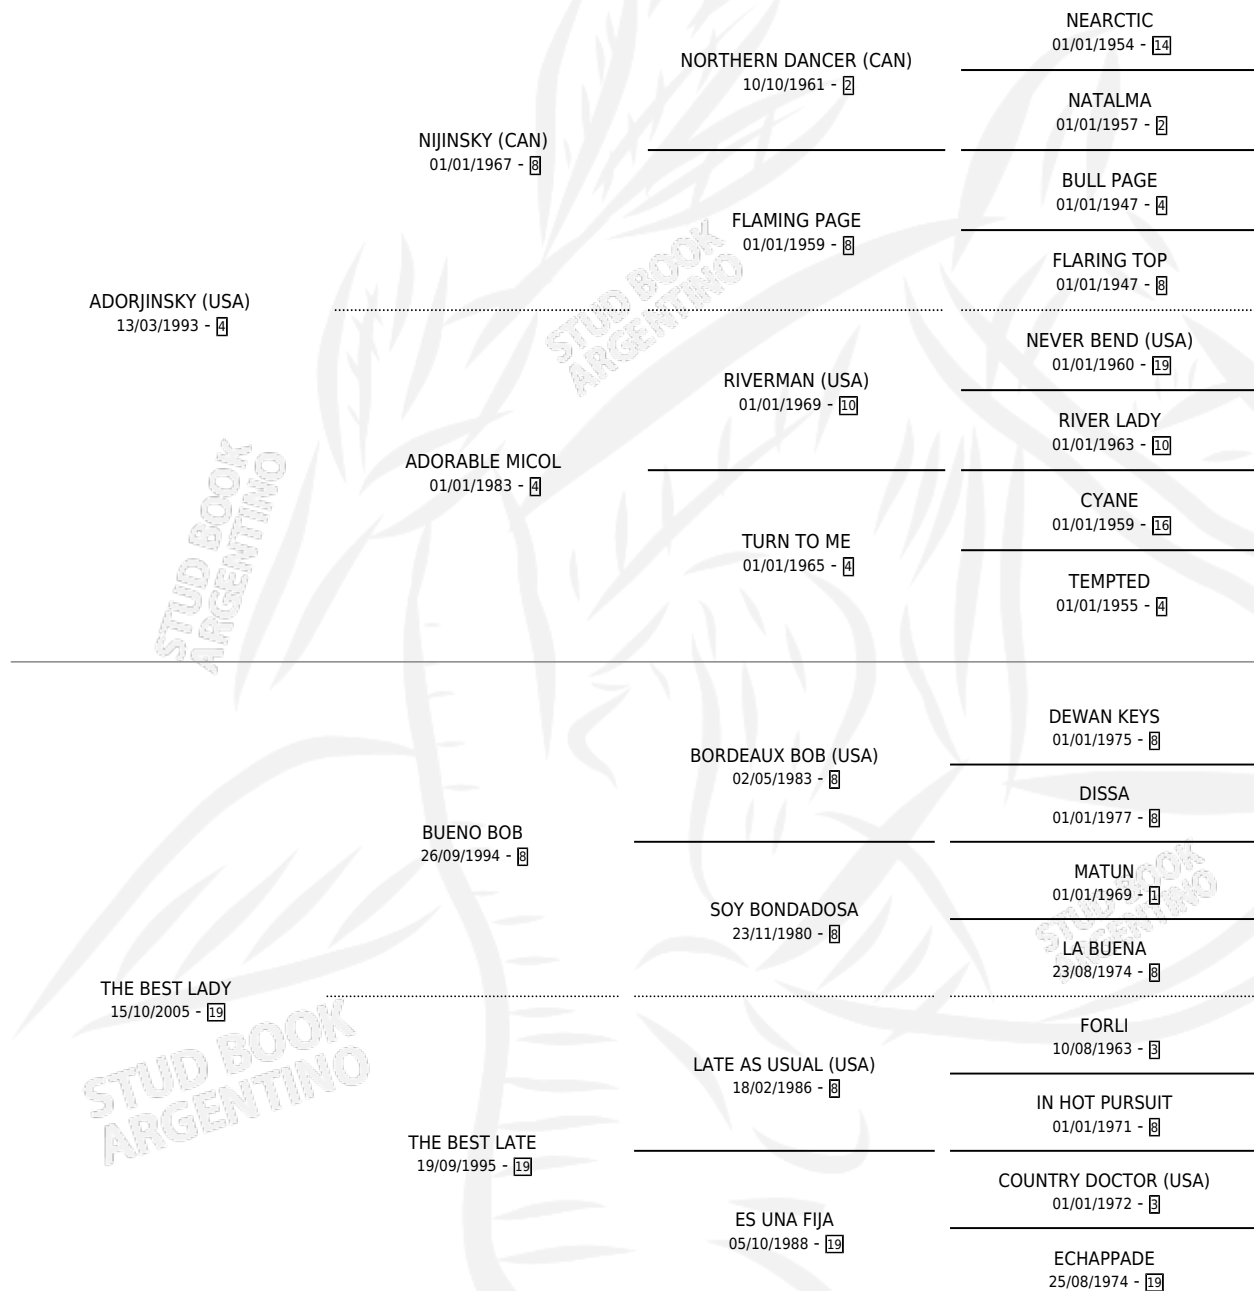 NEARCTIC
01/01/1954 - 14
NORTHERN DANCER (CAN)
10/10/1961 - 2
NATALMA
01/01/1957 - 2
NIJINSKY (CAN)
01/01/1967 - 8
BULL PAGE
01/01/1947 - 4
FLAMING PAGE
01/01/1959 - 8
FLARING TOP
01/01/1947 - 8
ADORJINSKY (USA)
13/03/1993 - 4
NEVER BEND (USA)
01/01/1960 - 19
RIVERMAN (USA)
01/01/1969 - 10
RIVER LADY
01/01/1963 - 10
ADORABLE MICOL
01/01/1983 - 4
CYANE
01/01/1959 - 16
TURN TO ME
01/01/1965 - 4
TEMPTED
01/01/1955 - 4
DEWAN KEYS
01/01/1975 - 8
BORDEAUX BOB (USA)
02/05/1983 - 8
DISSA
01/01/1977 - 8
BUENO BOB
26/09/1994 - 8
MATUN
01/01/1969 - 1
SOY BONDADOSA
23/11/1980 - 8
LA BUENA
23/08/1974 - 8
THE BEST LADY
15/10/2005 - 19
FORLI
10/08/1963 - 3
LATE AS USUAL (USA)
18/02/1986 - 8
IN HOT PURSUIT
01/01/1971 - 8
THE BEST LATE
19/09/1995 - 19
COUNTRY DOCTOR (USA)
01/01/1972 - 3
ES UNA FIJA
05/10/1988 - 19
ECHAPPADE
25/08/1974 - 19
STUD BOOK
ARGENTINO
STUD BOOK
ARGENTINO
STUD BOOK
ARGENTINO
STUD BOOK
ARGENTINO